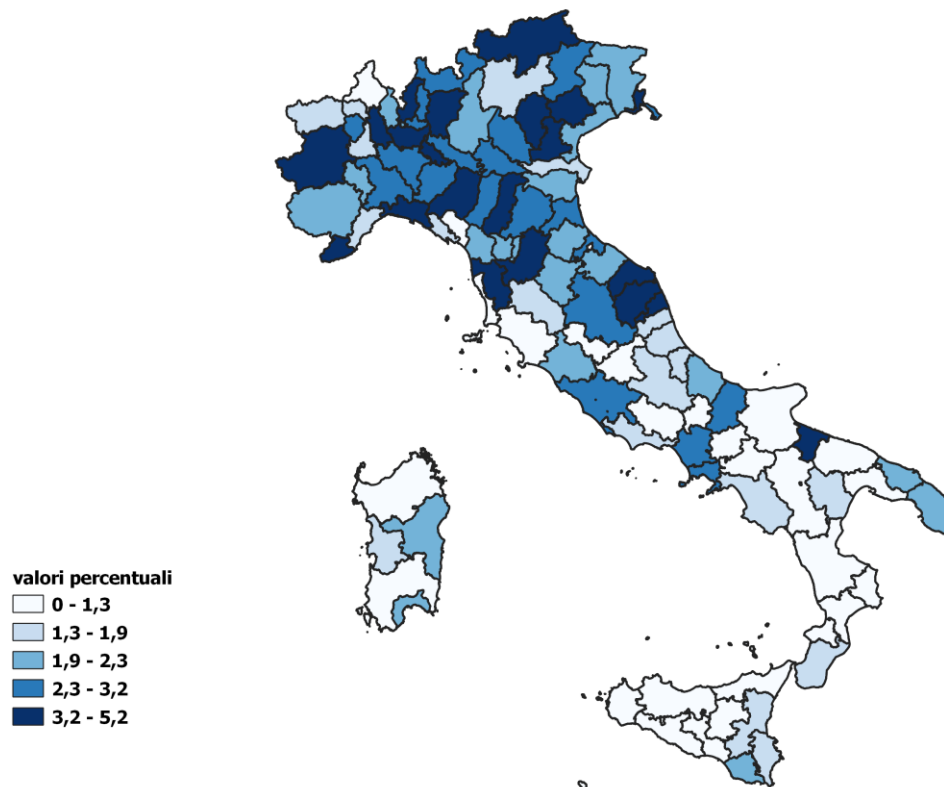 valori percentuali
0 - 1,3
1,3 - 1,9
1,9 - 2,3
2,3 - 3,2
3,2 - 5,2